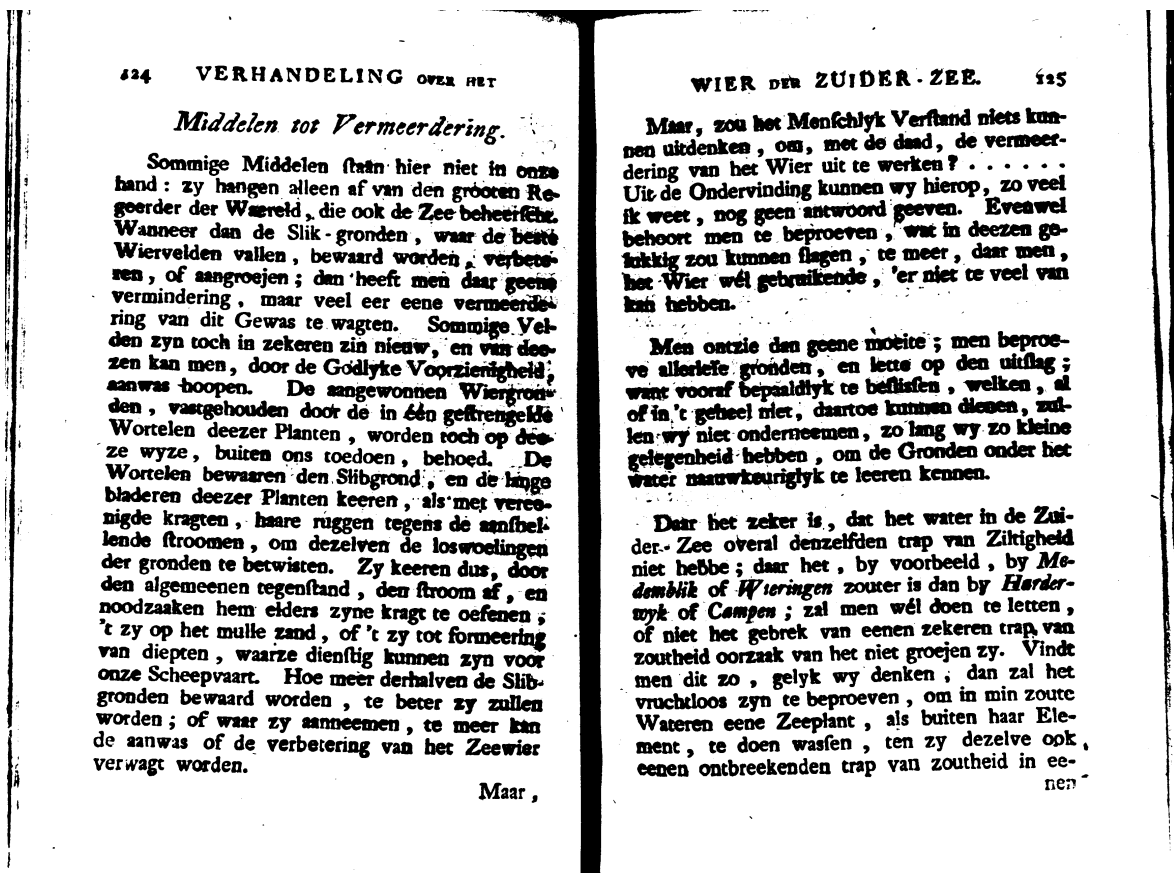 124 VERHANDELING OVER HET
Middelen tot Vermeerdering.
Sommige Middelen ſtaan hier niet in onze
hand: zy hangen alleen af van den grooten Re-
geerder der Waereld, die ook de Zee beheerſcht.
Wanneer dan de Slik-gronden, waar de beste
Wiervelden vallen, bewaard worden, verbete-
ren, of aangroejen; dan heeft men daar geene
vermindering, maar veel eer eene vermeerde-
ring van dit Gewas te wagten. Sommige Vel-
den zyn toch in zekeren zin nieuw, en van dee-
zen kan men, door de Godlyke Voorzienigheid,
aanwas hoopen. De aangewonnen Wiergron-
den, vastgehouden door de in één geſtrengelde
Wortelen deezer Planten, worden toch op dee-
ze wyze, buiten ons toedoen, behoed. De
Wortelen bewaaren den Slibgrond, en de lange
bladeren deezer Planten keeren, als met veree-
nigde kragten, haare ruggen tegens de aanſhel-
lende ſtroomen, om dezelven de loswoelingen
der gronden te betwisten. Zy keeren dus, door
den algemeenen tegenſtand, den ſtroom af, en
noodzaaken hem elders zyne kragt te oefenen;
't zy op het mulle zand, of 't zy tot formeering
van diepten, waarze dienſtig kunnen zyn voor
onze Scheepvaart. Hoe meer derhalven de Slib-
gronden bewaard worden, te beter zy zullen
worden; of waar zy aanneemen, te meer kan
de aanwas of de verbetering van het Zeewier
verwagt worden.
Maar,
WIER DER ZUIDER-ZEE. 125
Maar, zou het Menſchlyk Verſtand niets kun-
nen uitdenken, om, met de daad, de vermeer-
dering van het Wier uit te werken? . . . . . .
Uit de Ondervinding kunnen wy hierop, zo veel
ik weet, nog geen antwoord geeven. Evenwel
behoort men te beproeven, wat in deezen ge-
lukkig zou kunnen ſlagen, te meer, daar men,
het Wier wél gebruikende, 'er niet te veel van
kan hebben.
Men ontzie dan geene moeite; men beproe-
ve allerleſe gronden, en lette op den uitſlag;
want vooraf bepaaldlyk te beſlisſen, welken, al
of in 't geheel niet, daartoe kunnen dienen, zul-
len wy niet onderneemen, zo lang wy zo kleine
gelegenheid hebben, om de Gronden onder het
water naauwkeuriglyk te leeren kennen.
Daar het zeker is, dat het water in de Zui-
der-Zee overal denzelfden trap van Ziltigheid
niet hebbe; daar het, by voorbeeld, by Me-
demblik of Wieringen zouter is dan by Harder-
wyk of Campen; zal men wél doen te letten,
of niet het gebrek van eenen zekeren trap van
zoutheid oorzaak van het niet groejen zy. Vindt
men dit zo, gelyk wy denken; dan zal het
vruchtloos zyn te beproeven, om in min zoute
Wateren eene Zeeplant, als buiten haar Ele-
ment, te doen wasſen, ten zy dezelve ook,
eenen ontbreekenden trap van zoutheid in ee-
nen